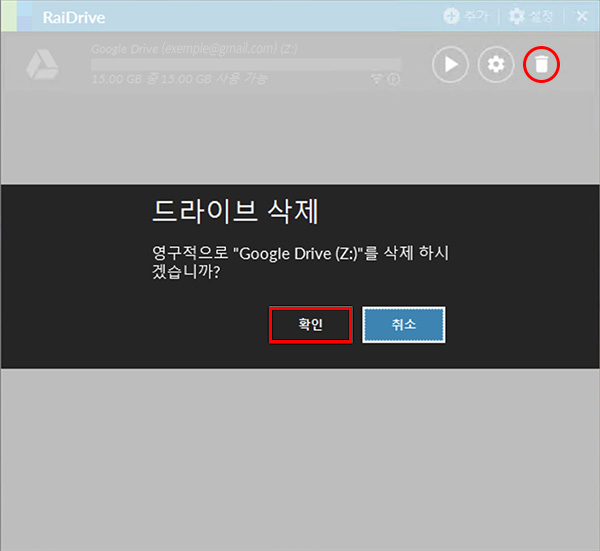 RaiDrive
추가
설정
Google Drive (exemple@gmail.com) (Z:)
15.00 GB 중 15.00 GB 사용 가능
드라이브 삭제
영구적으로 "Google Drive (Z:)"를 삭제 하시
겠습니까?
확인
취소